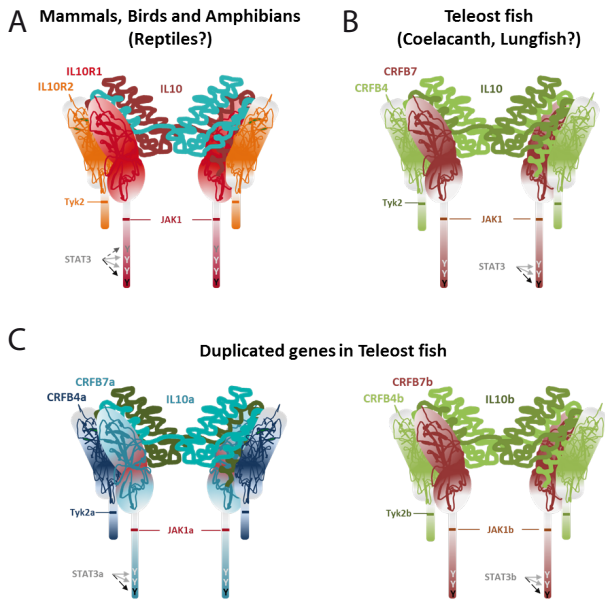 A
Mammals, Birds and Amphibians
(Reptiles?)
IL10R1
IL10R2
IL10
Tyk2
JAK1
STAT3
Y
Y
Y
Y
B
Teleost fish
(Coelacanth, Lungfish?)
CRFB7
CRFB4
IL10
Tyk2
JAK1
STAT3
Y
Y
Y
C
Duplicated genes in Teleost fish
CRFB7a
CRFB4a
IL10a
Tyk2a
JAK1a
STAT3a
Y
Y
Y
CRFB7b
CRFB4b
IL10b
Tyk2b
JAK1b
STAT3b
Y
Y
Y